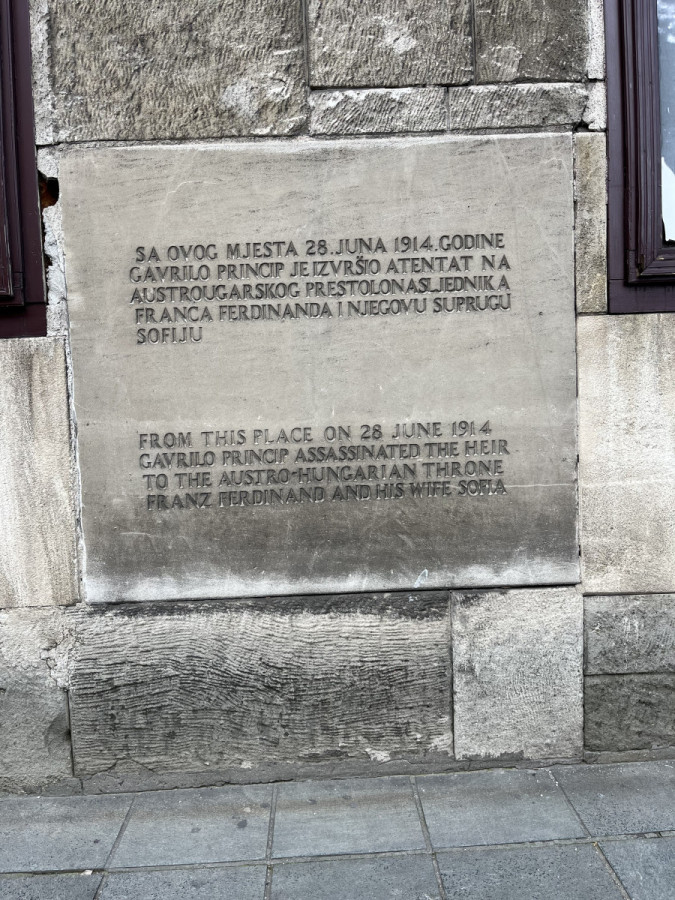 SA OVOG MJESTA 28.JUNA 1914.GODINE
GAVRILO PRINCIP JE IZVRŠIO ATENTAT NA
AUSTROUGARSKOG PRESTOLONASLJEDNIKA
FRANCA FERDINANDA I NJEGOVU SUPRUGU
SOFIJU
FROM THIS PLACE ON 28 JUNE 1914
GAVRILO PRINCIP ASSASSINATED THE HEIR
TO THE AUSTRO-HUNGARIAN THRONE
FRANZ FERDINAND AND HIS WIFE SOFIA